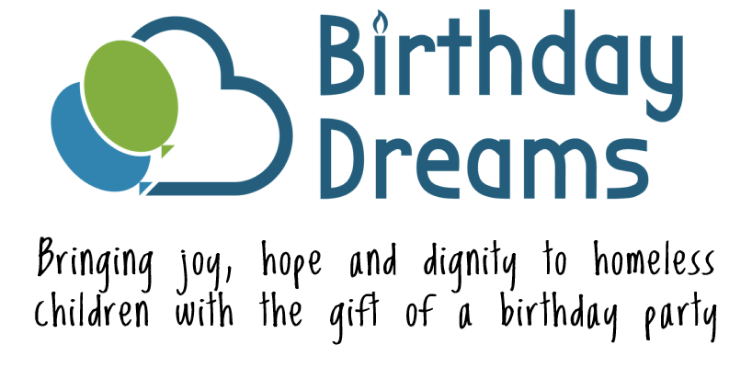 Birthday
Dreams
Bringing joy, hope and dignity to homeless
children with the gift of a birthday party